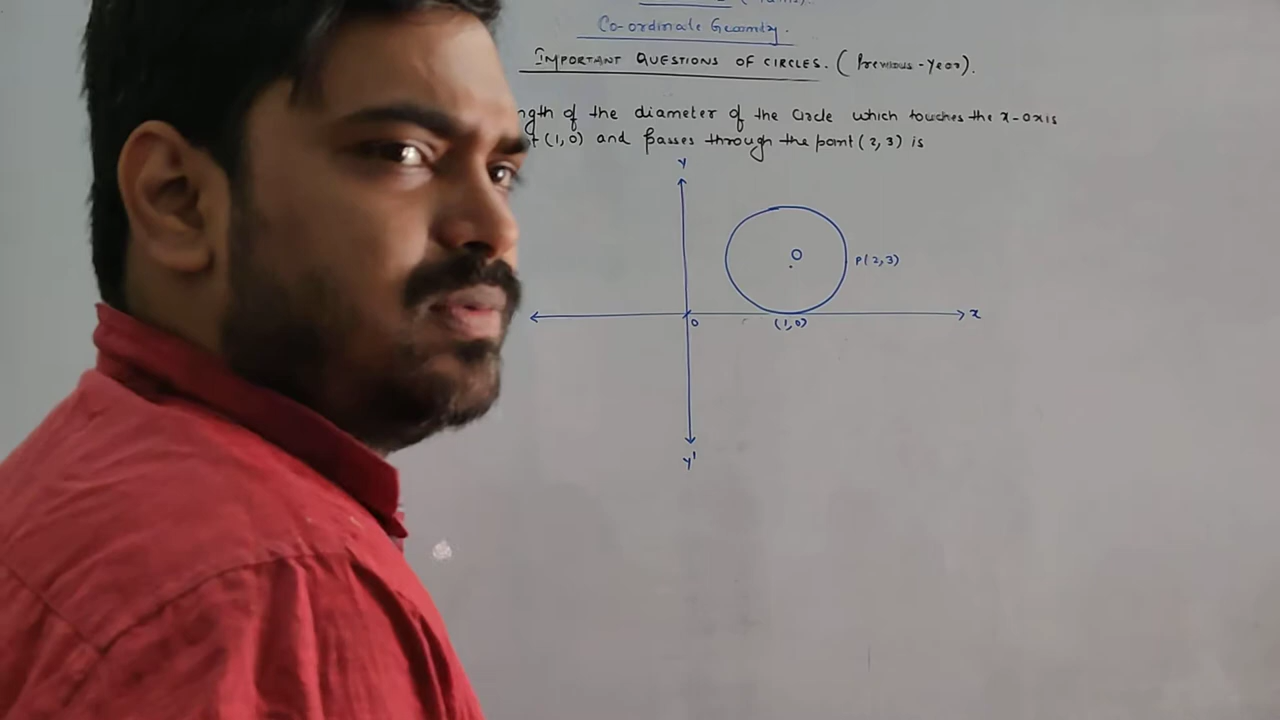 Co-ordinate Geometry.
IMPORTANT QUESTIONS OF CIRCLES. (Previous-Year).
of the diameter of the Circle which touches the x-axis
(1,0) and passes through the point (2,3) is
y
O
P(2,3)
O
(1,0)
x
y'